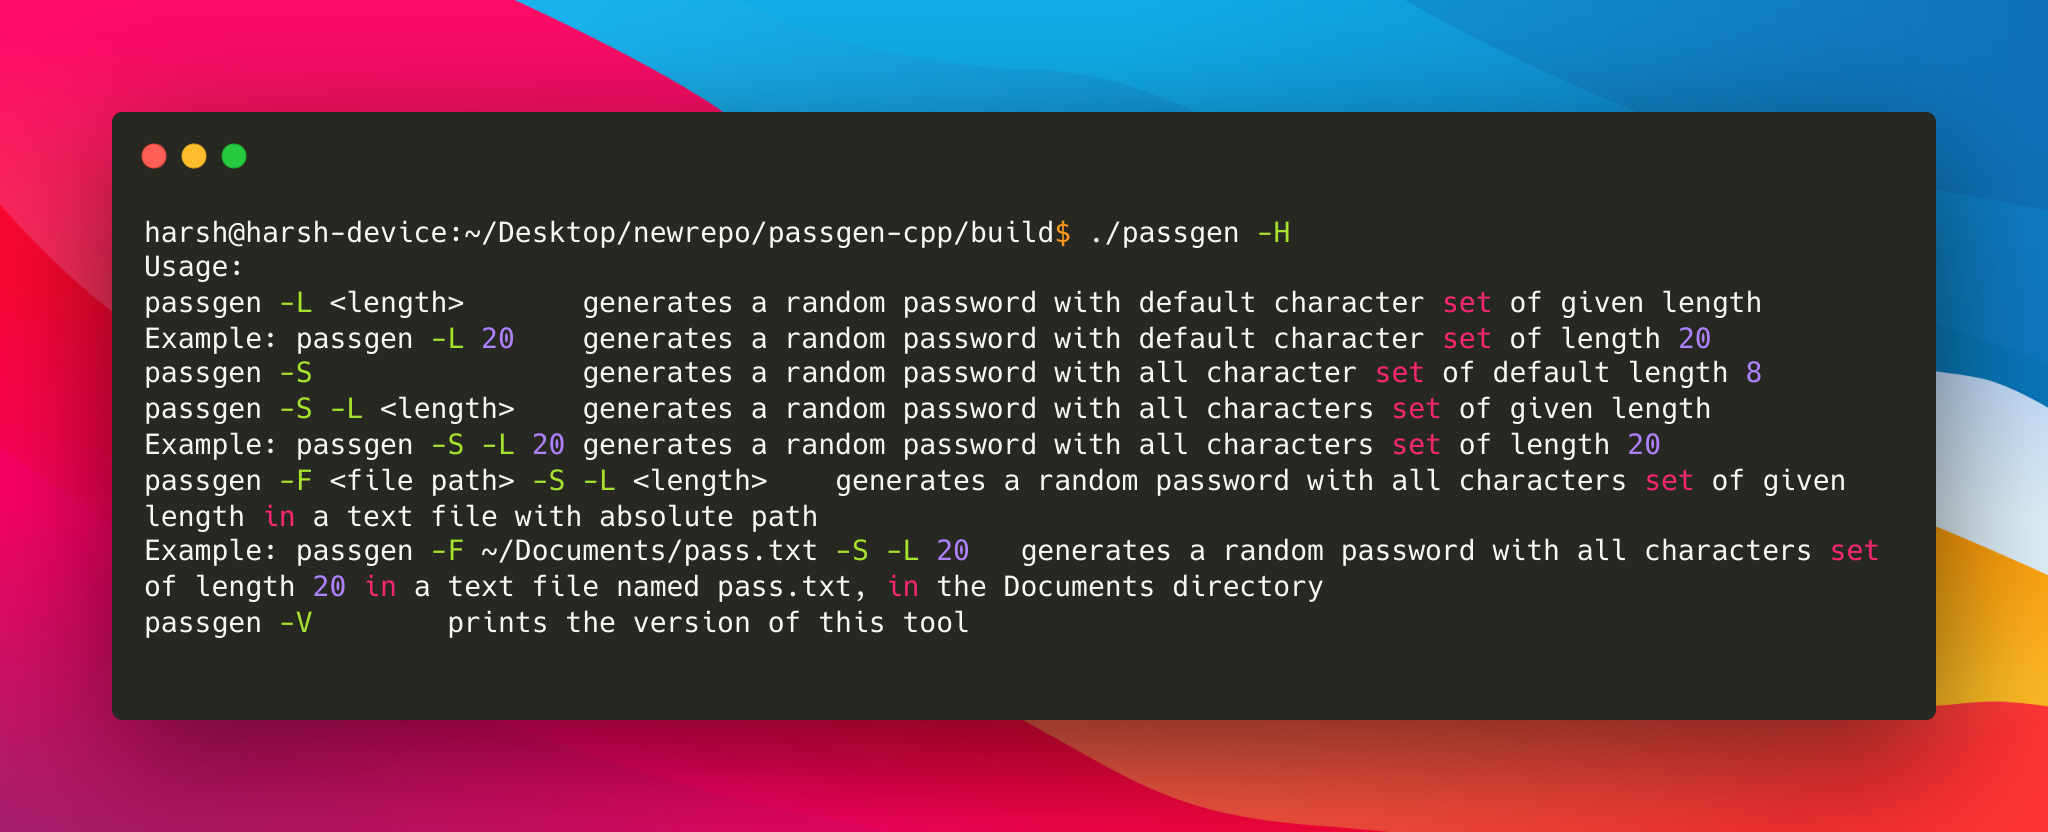 harsh@harsh-device:~/Desktop/newrepo/passgen-cpp/build$ ./passgen -H
Usage:
passgen -L <length>       generates a random password with default character set of given length
Example: passgen -L 20    generates a random password with default character set of length 20
passgen -S                generates a random password with all character set of default length 8
passgen -S -L <length>    generates a random password with all characters set of given length
Example: passgen -S -L 20 generates a random password with all characters set of length 20
passgen -F <file path> -S -L <length>    generates a random password with all characters set of given
length in a text file with absolute path
Example: passgen -F ~/Documents/pass.txt -S -L 20   generates a random password with all characters set
of length 20 in a text file named pass.txt, in the Documents directory
passgen -V        prints the version of this tool